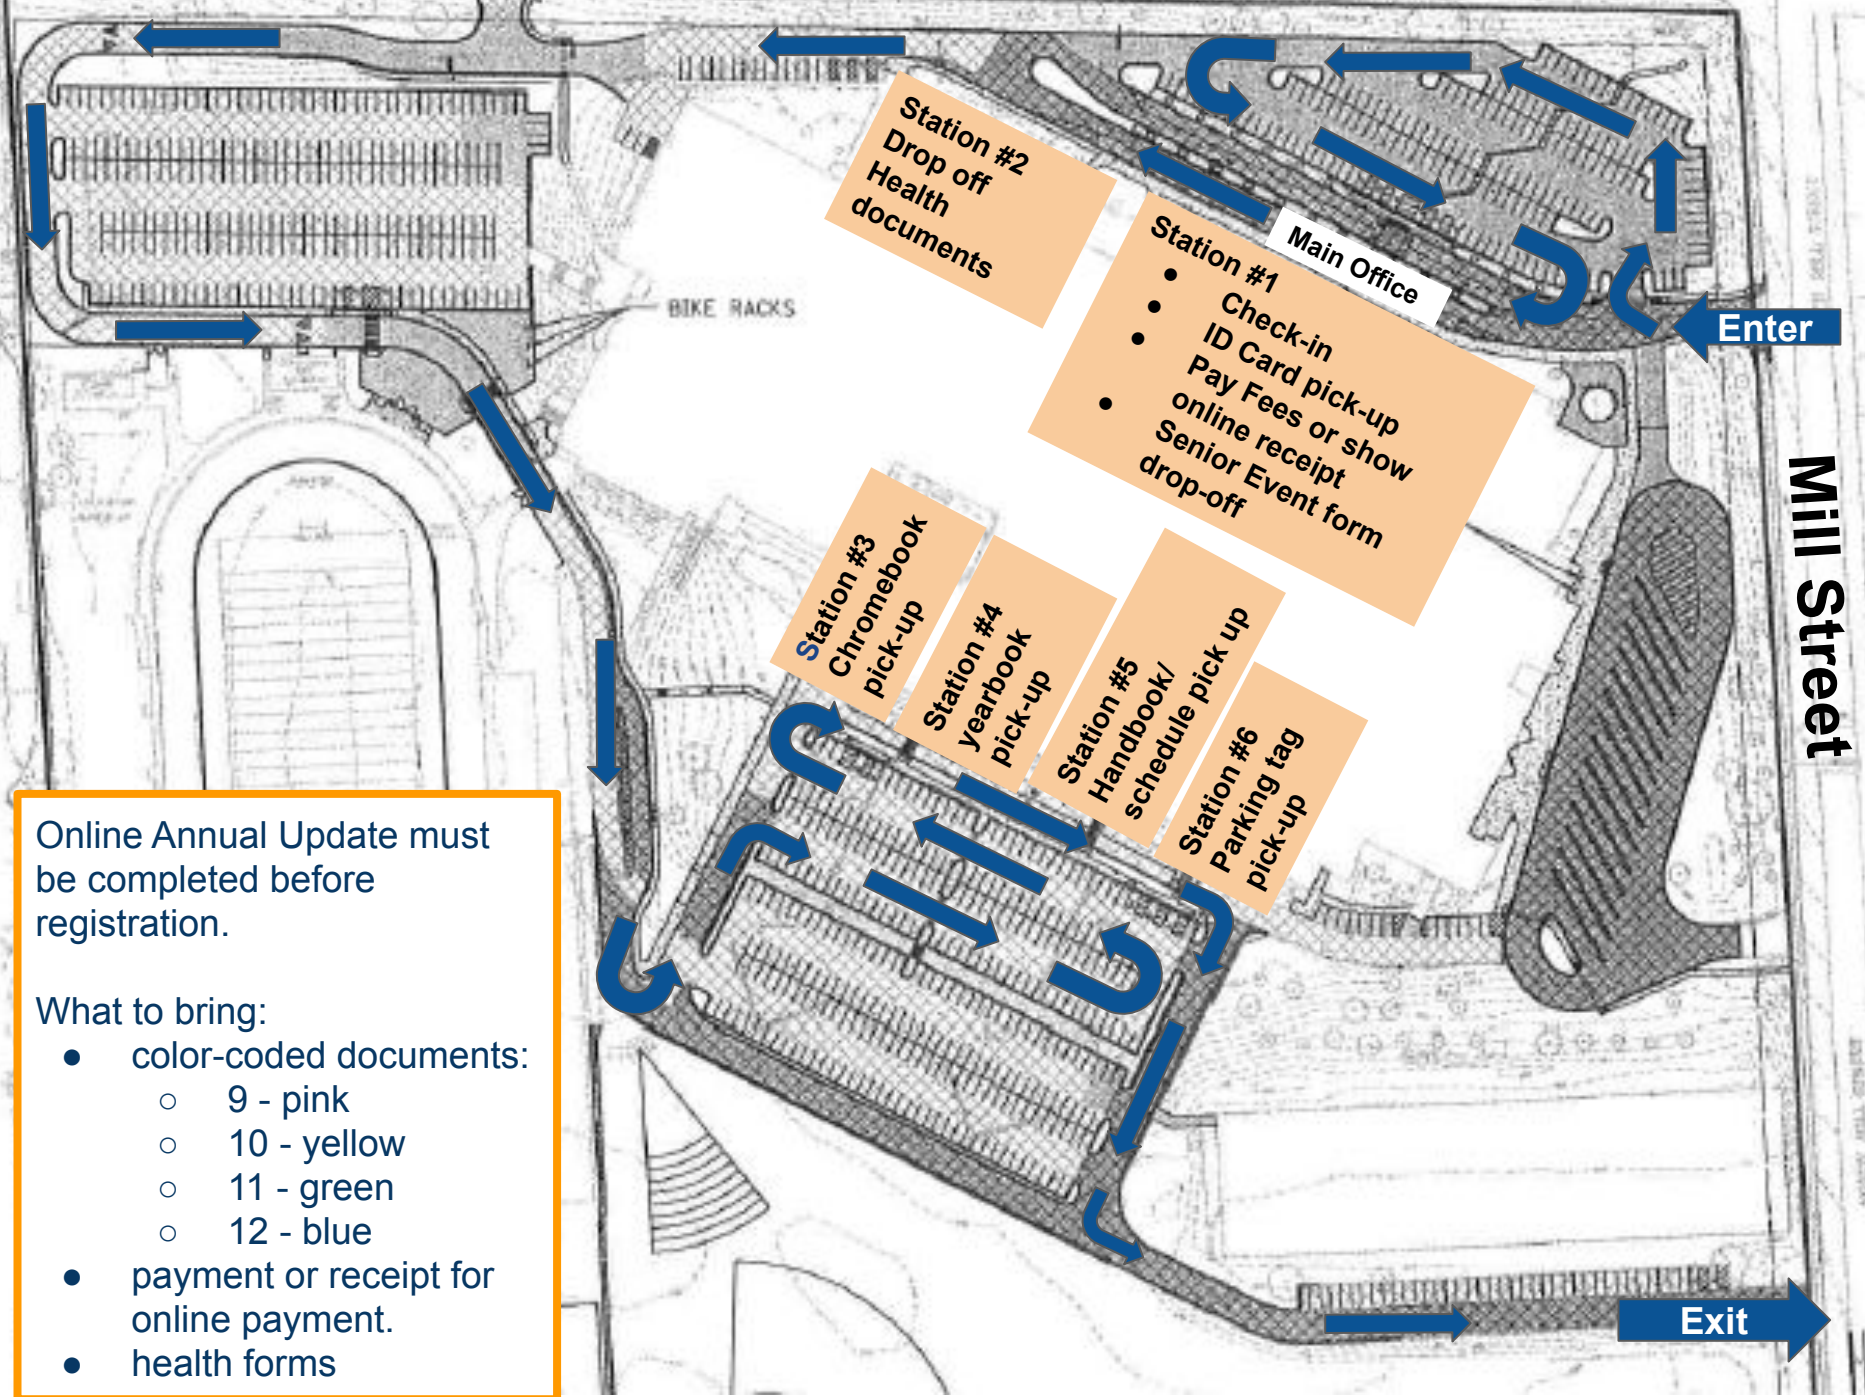 Station #2
Drop off
Health
documents
Main Office
Station #1
● Check-in
● ID Card pick-up
● Pay Fees or show
online receipt
● Senior Event form
drop-off
Enter
BIKE RACKS
Mill Street
Station #3
Chromebook
pick-up
Station #4
yearbook
pick-up
Station #5
Handbook/
schedule pick up
Station #6
Parking tag
pick-up
Online Annual Update must
be completed before
registration.
What to bring:
● color-coded documents:
○ 9 - pink
○ 10 - yellow
○ 11 - green
○ 12 - blue
● payment or receipt for
online payment.
● health forms
Exit